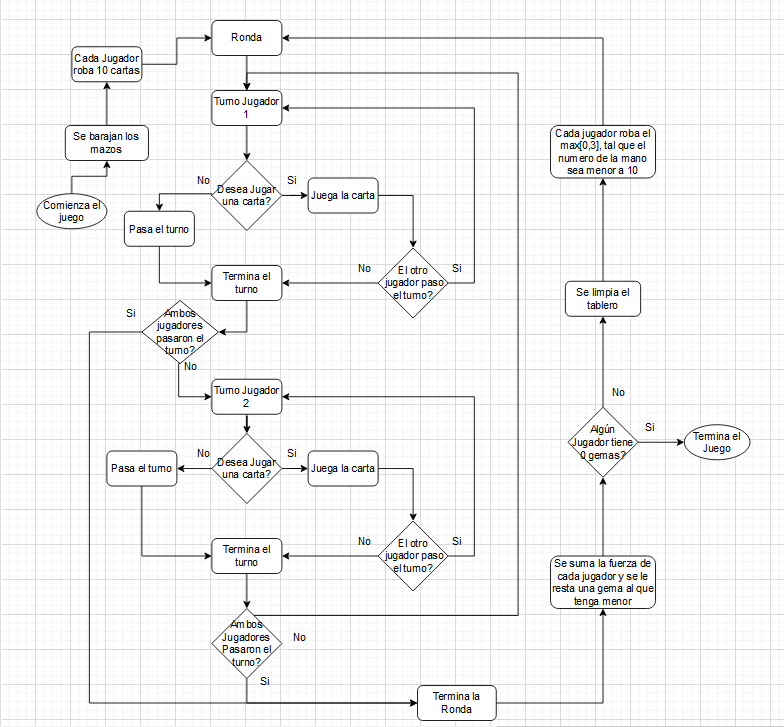 Ronda
Cada Jugador
roba 10 cartas
Turno Jugador
1
Se barajan los
mazos
Cada jugador roba el
max[0,3], tal que el
numero de la mano
sea menor a 10
No
Desea Jugar
una carta?
Si
Juega la carta
Comienza el
juego
Pasa el turno
Termina el
turno
No
El otro
jugador paso
el turno?
Si
Si
Ambos
jugadores
pasaron el
turno?
No
Se limpia el
tablero
Turno Jugador
2
No
Algún
Jugador tiene
0 gemas?
Si
Termina el
Juego
Pasa el turno
No
Desea Jugar
una carta?
Si
Juega la carta
Termina el
turno
No
El otro
jugador paso
el turno?
Si
Se suma la fuerza de
cada jugador y se le
resta una gema al que
tenga menor
Ambos
Jugadores
Pasaron el
turno?
No
Si
Termina la
Ronda